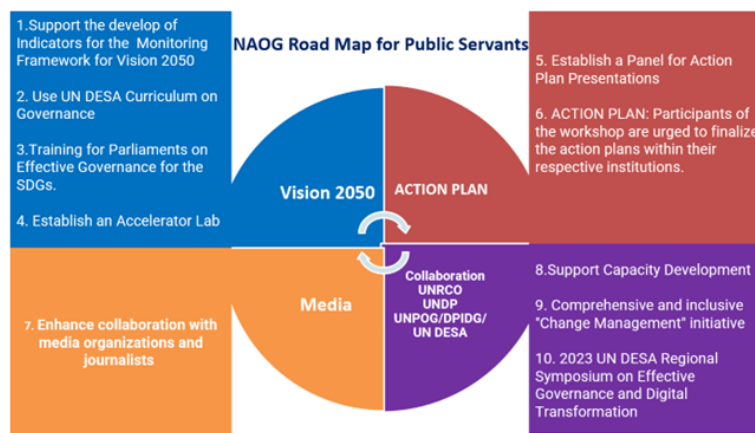 NAOG Road Map for Public Servants
1.Support the develop of
Indicators for the Monitoring
Framework for Vision 2050
2. Use UN DESA Curriculum on
Governance
3.Training for Parliaments on
Effective Governance for the
SDGs.
4. Establish an Accelerator Lab
Vision 2050
ACTION PLAN
5. Establish a Panel for Action
Plan Presentations
6. ACTION PLAN: Participants of
the workshop are urged to finalize
the action plans within their
respective institutions.
7. Enhance collaboration with
media organizations and
journalists
Media
Collaboration
UNRCO
UNDP
UNPOG/DPIDG/
UN DESA
8.Support Capacity Development
9. Comprehensive and inclusive
"Change Management" initiative
10. 2023 UN DESA Regional
Symposium on Effective
Governance and Digital
Transformation